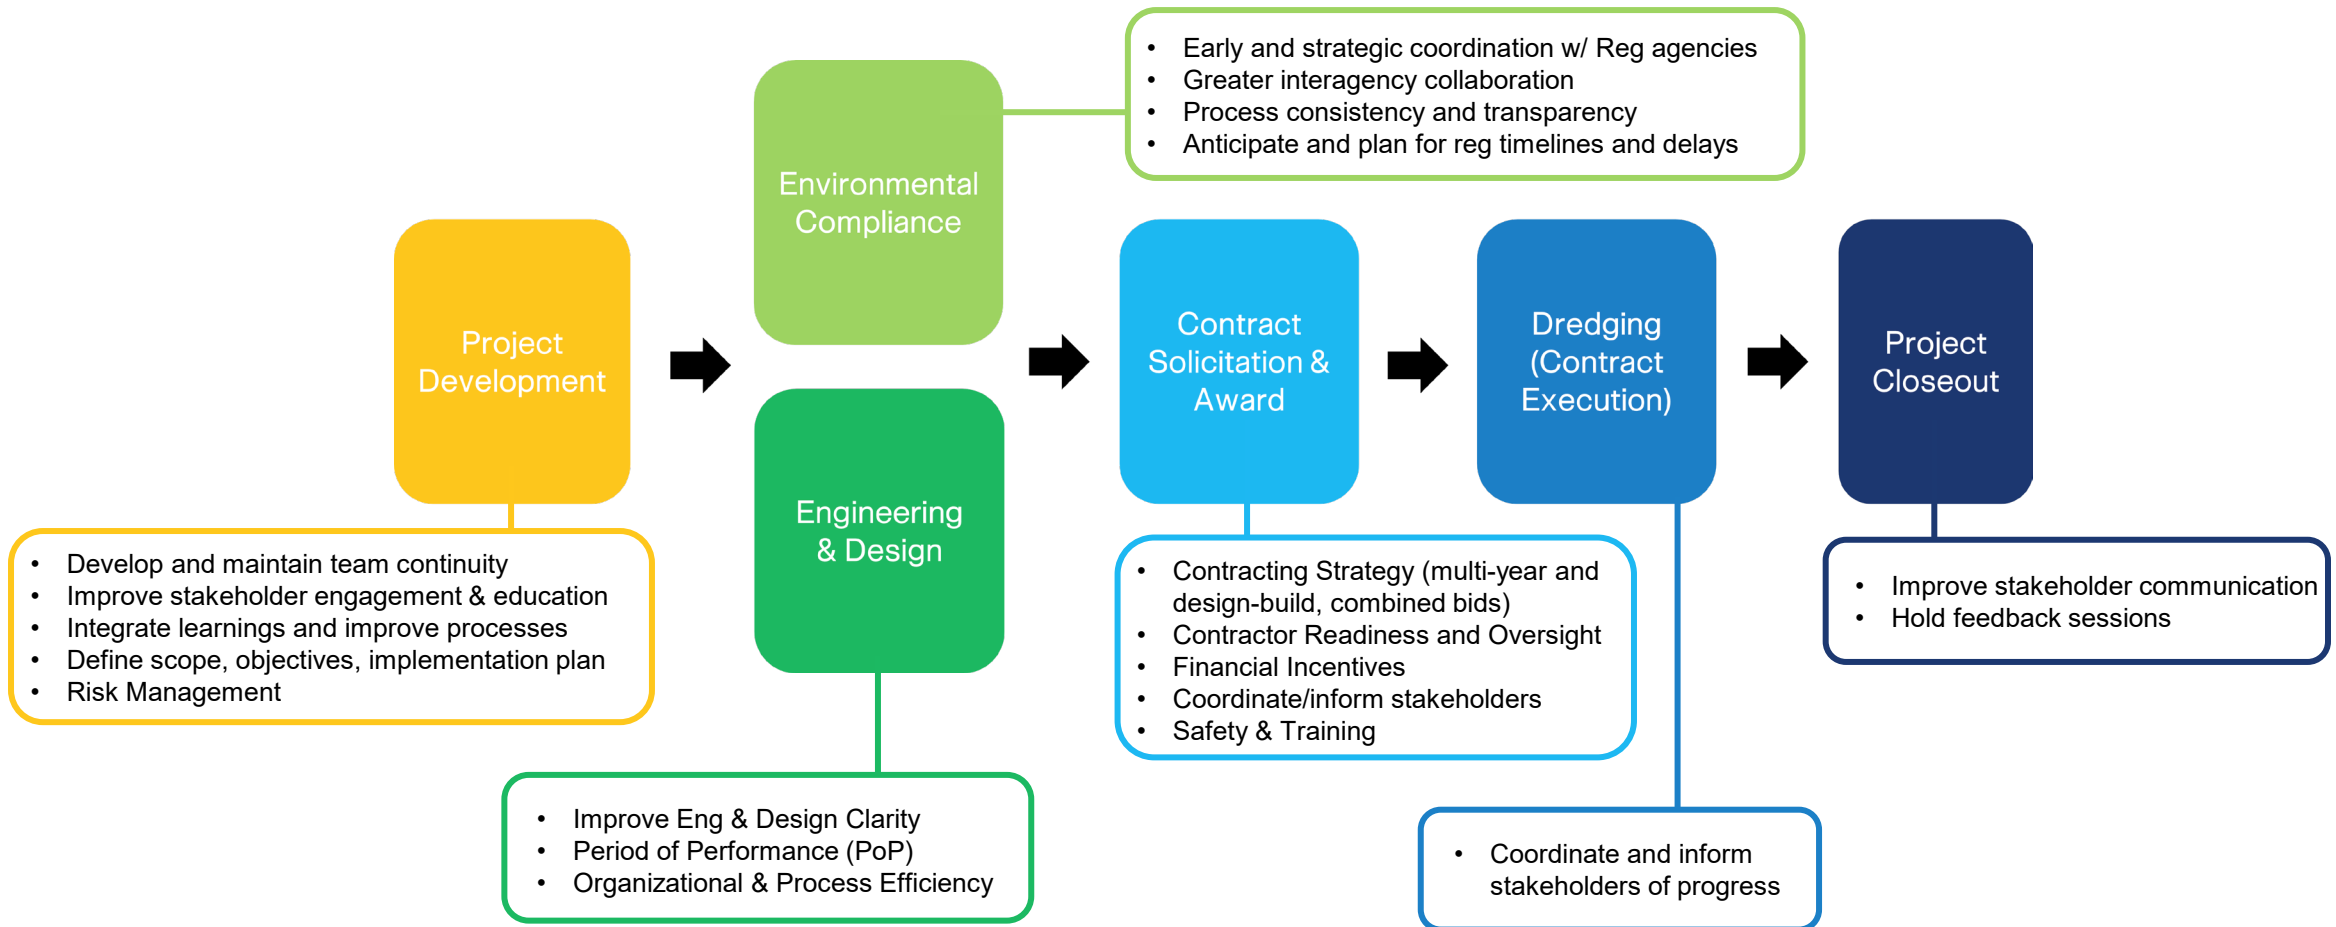 • Early and strategic coordination w/ Reg agencies
• Greater interagency collaboration
• Process consistency and transparency
• Anticipate and plan for reg timelines and delays
Environmental
Compliance
Project
Development
Contract
Solicitation &
Award
Dredging
(Contract
Execution)
Project
Closeout
Engineering
& Design
• Develop and maintain team continuity
• Improve stakeholder engagement & education
• Integrate learnings and improve processes
• Define scope, objectives, implementation plan
• Risk Management
• Contracting Strategy (multi-year and
design-build, combined bids)
• Contractor Readiness and Oversight
• Financial Incentives
• Coordinate/inform stakeholders
• Safety & Training
• Improve stakeholder communication
• Hold feedback sessions
• Improve Eng & Design Clarity
• Period of Performance (PoP)
• Organizational & Process Efficiency
• Coordinate and inform
stakeholders of progress